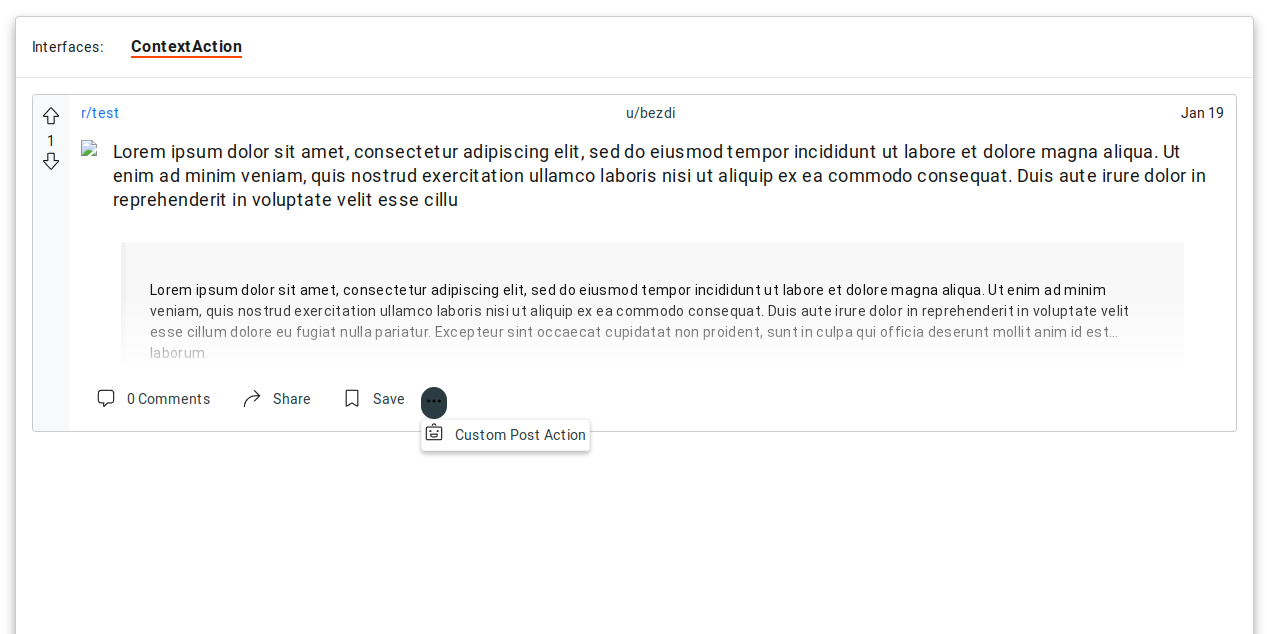 Interfaces: ContextAction
r/test u/bezdi Jan 19
1
Lorem ipsum dolor sit amet, consectetur adipiscing elit, sed do eiusmod tempor incididunt ut labore et dolore magna aliqua. Ut
enim ad minim veniam, quis nostrud exercitation ullamco laboris nisi ut aliquip ex ea commodo consequat. Duis aute irure dolor in
reprehenderit in voluptate velit esse cillu
Lorem ipsum dolor sit amet, consectetur adipiscing elit, sed do eiusmod tempor incididunt ut labore et dolore magna aliqua. Ut enim ad minim
veniam, quis nostrud exercitation ullamco laboris nisi ut aliquip ex ea commodo consequat. Duis aute irure dolor in reprehenderit in voluptate velit
esse cillum dolore eu fugiat nulla pariatur. Excepteur sint occaecat cupidatat non proident, sunt in culpa qui officia deserunt mollit anim id est...
laborum.
0 Comments Share Save
Custom Post Action